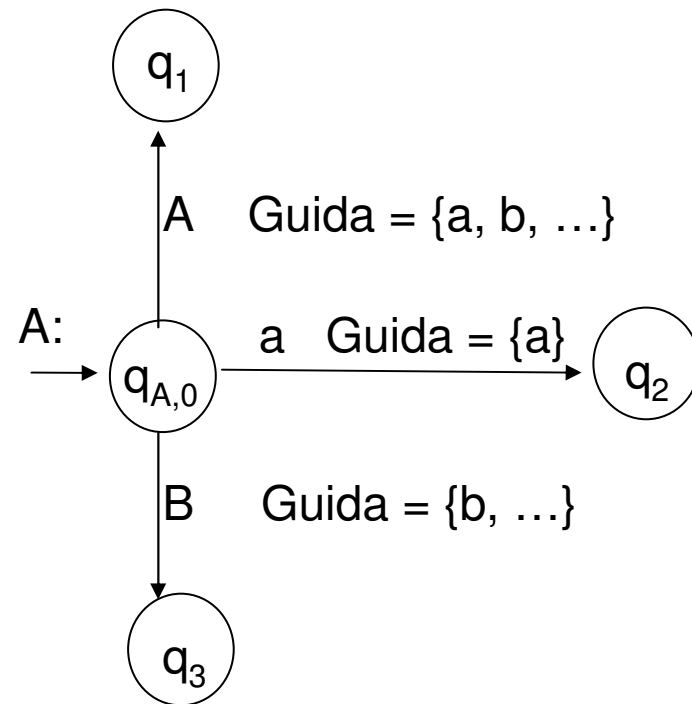 q1
A Guida = {a, b, …}
A:
a Guida = {a}
qA,0
q2
B Guida = {b, …}
q3